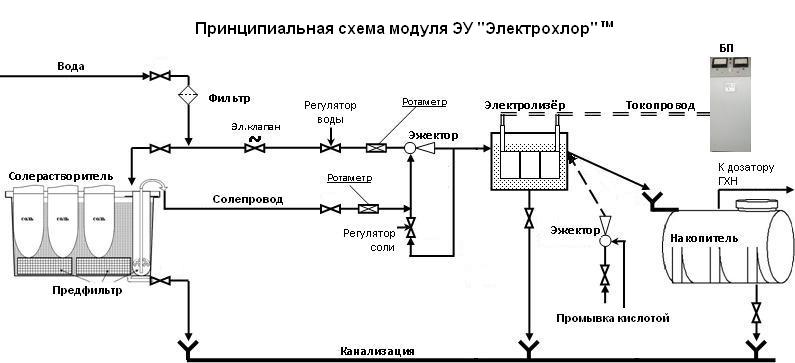 Принципиальная схема модуля ЭУ "Электрохлор"™
БП
Вода
Фильтр
Регулятор
воды
Ротаметр
Электролизёр
Токопровод
Эл.клапан
Эжектор
К дозатору
ГХН
Солерастворитель
Ротаметр
Солепровод
соль
соль
соль
Регулятор
соли
Эжектор
Накопитель
Предфильтр
Промывка кислотой
Канализация